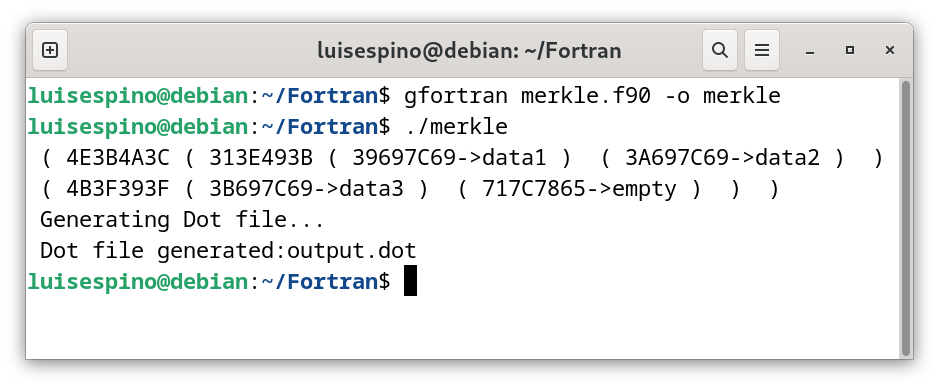 luisespino@debian: ~/Fortran
luisespino@debian:~/Fortran$ gfortran merkle.f90 -o merkle
luisespino@debian:~/Fortran$ ./merkle
( 4E3B4A3C ( 313E493B ( 39697C69->data1 )  ( 3A697C69->data2 )  )
( 4B3F393F ( 3B697C69->data3 )  ( 717C7865->empty )  )  )
Generating Dot file...
Dot file generated:output.dot
luisespino@debian:~/Fortran$